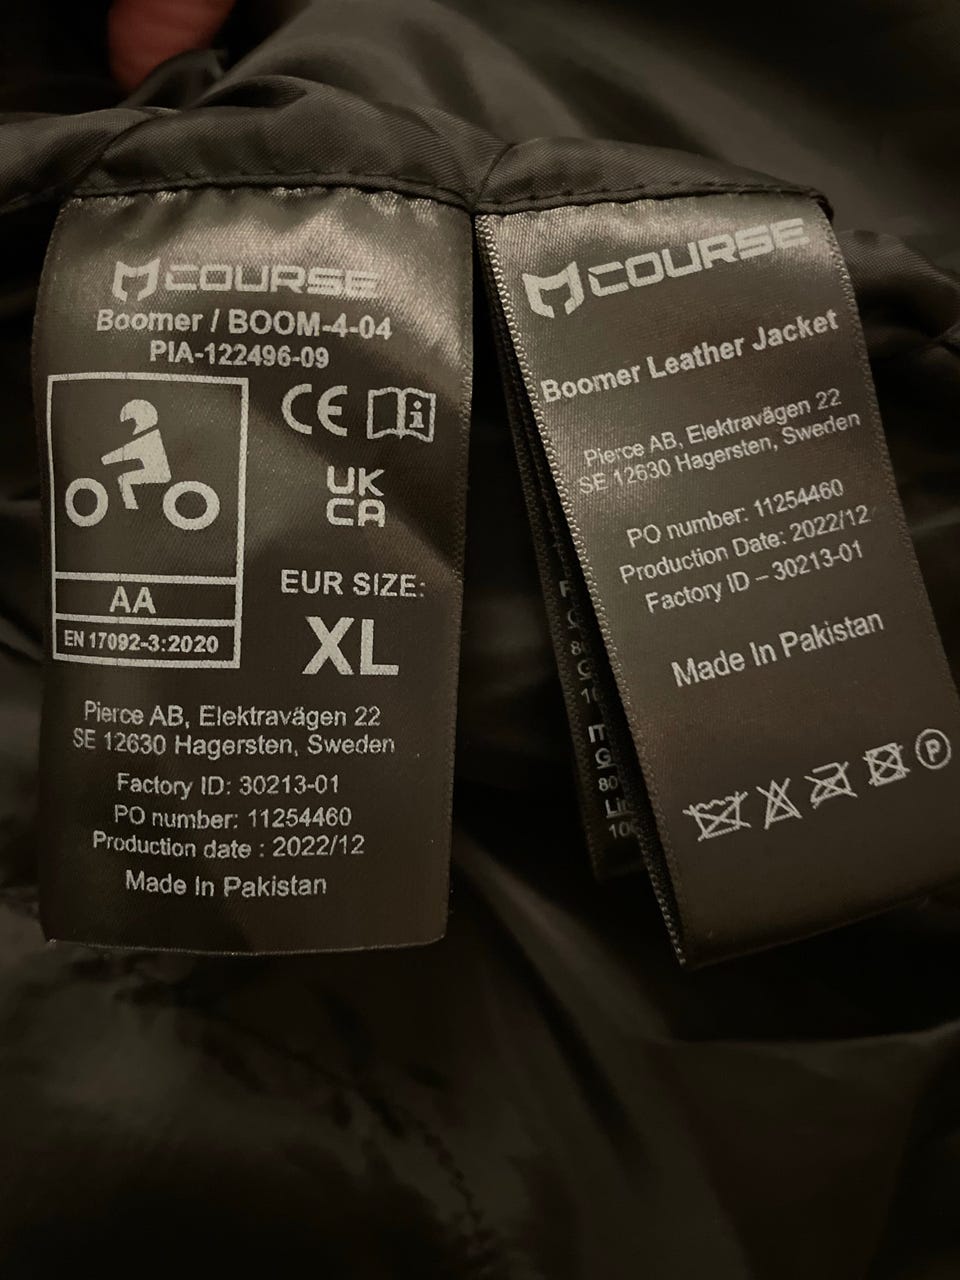 COURSE
Boomer / BOOM-4-04
PIA-122496-09
CE
UK
CA
AA
EN 17092-3:2020
EUR SIZE:
XL
Pierce AB, Elektravägen 22
SE 12630 Hagersten, Sweden
Factory ID: 30213-01
PO number: 11254460
Production date : 2022/12
Made In Pakistan
COURSE
Boomer Leather Jacket
Pierce AB, Elektravägen 22
SE 12630 Hagersten, Sweden
PO number: 11254460
Production Date: 2022/12
Factory ID – 30213-01
Made In Pakistan
P